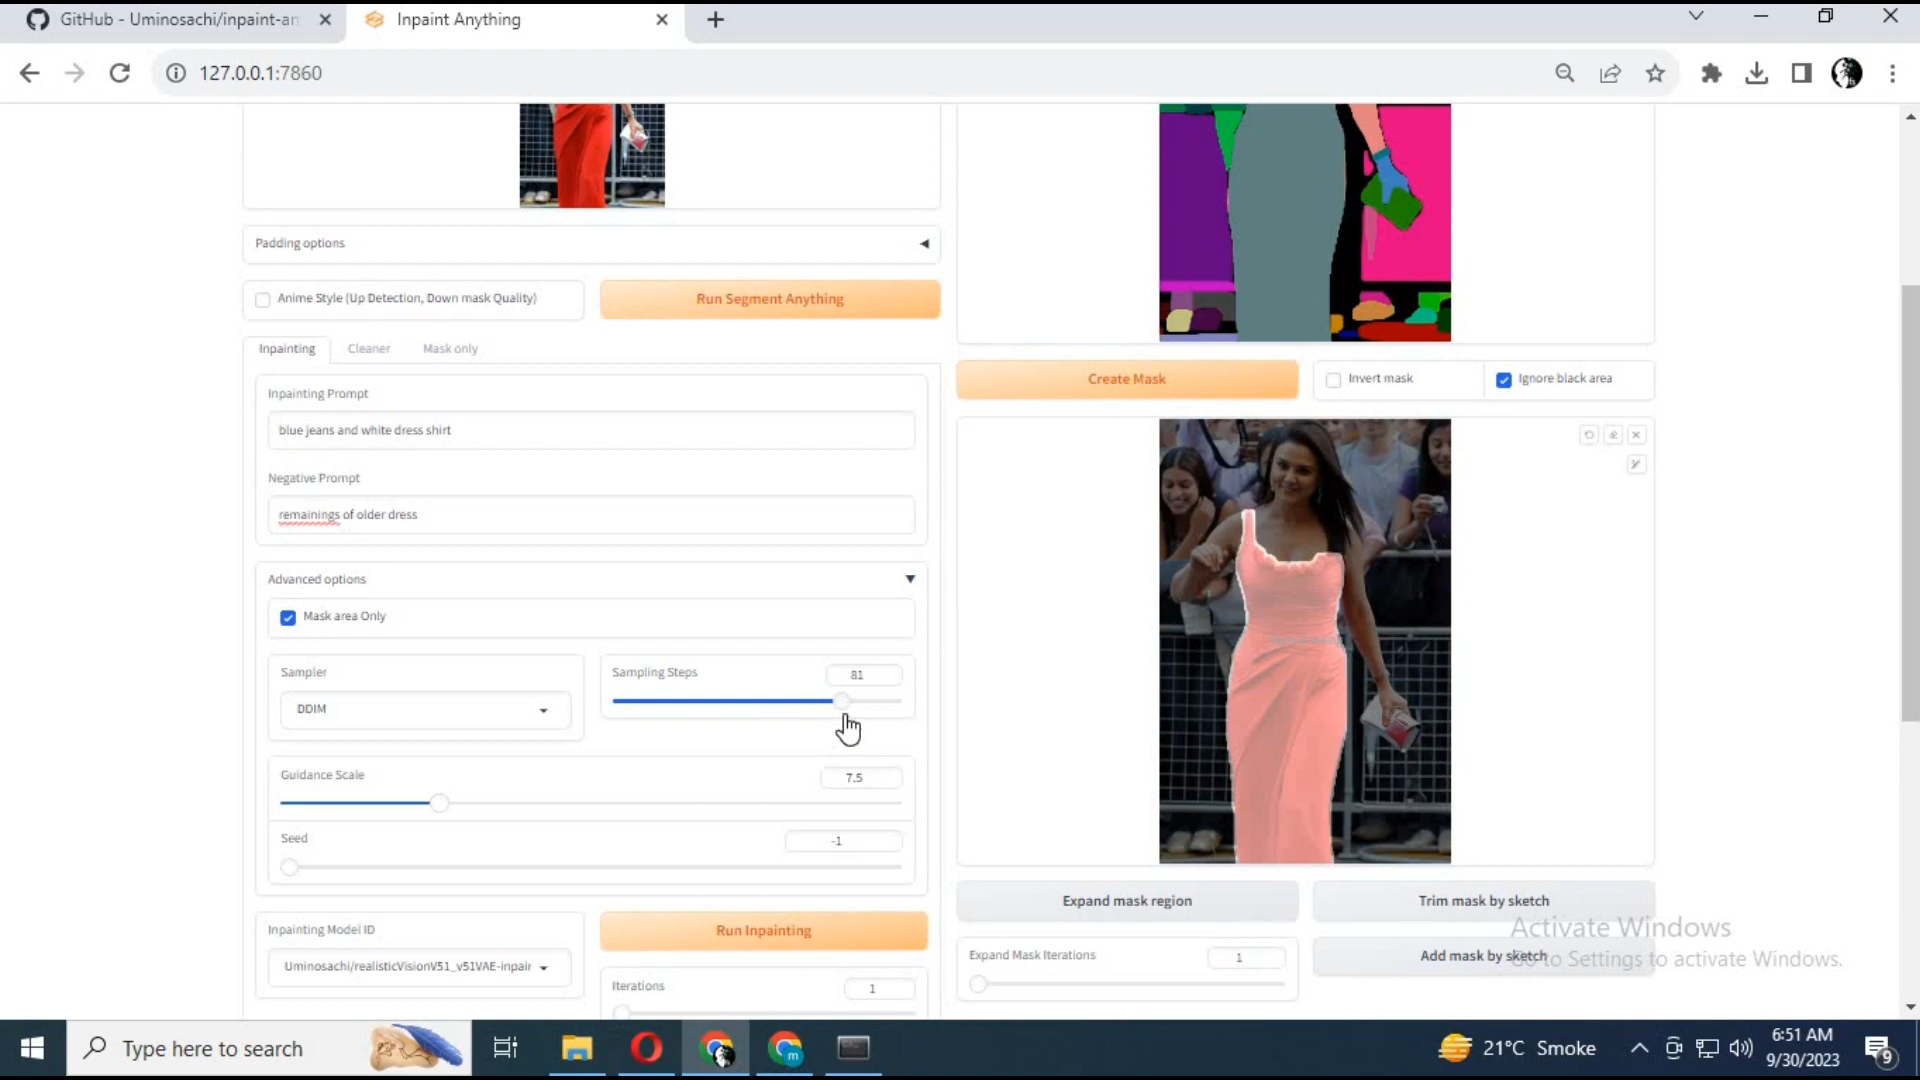 GitHub - Uminosachi/inpaint-an
Inpaint Anything
127.0.0.1:7860
Padding options
Anime Style (Up Detection, Down mask Quality)
Run Segment Anything
Inpainting
Cleaner
Mask only
Inpainting Prompt
blue jeans and white dress shirt
Negative Prompt
remainings of older dress
Advanced options
Mask area Only
Sampler
DDIM
Sampling Steps
81
Guidance Scale
7.5
Seed
-1
Inpainting Model ID
Uminosachi/realisticVisionV51_v51VAE-inpair
Run Inpainting
Iterations
1
Create Mask
Invert mask
Ignore black area
Expand mask region
Trim mask by sketch
Expand Mask Iterations
1
Add mask by sketch
Activate Windows
Go to Settings to activate Windows.
Type here to search
21°C Smoke
6:51 AM
9/30/2023
9